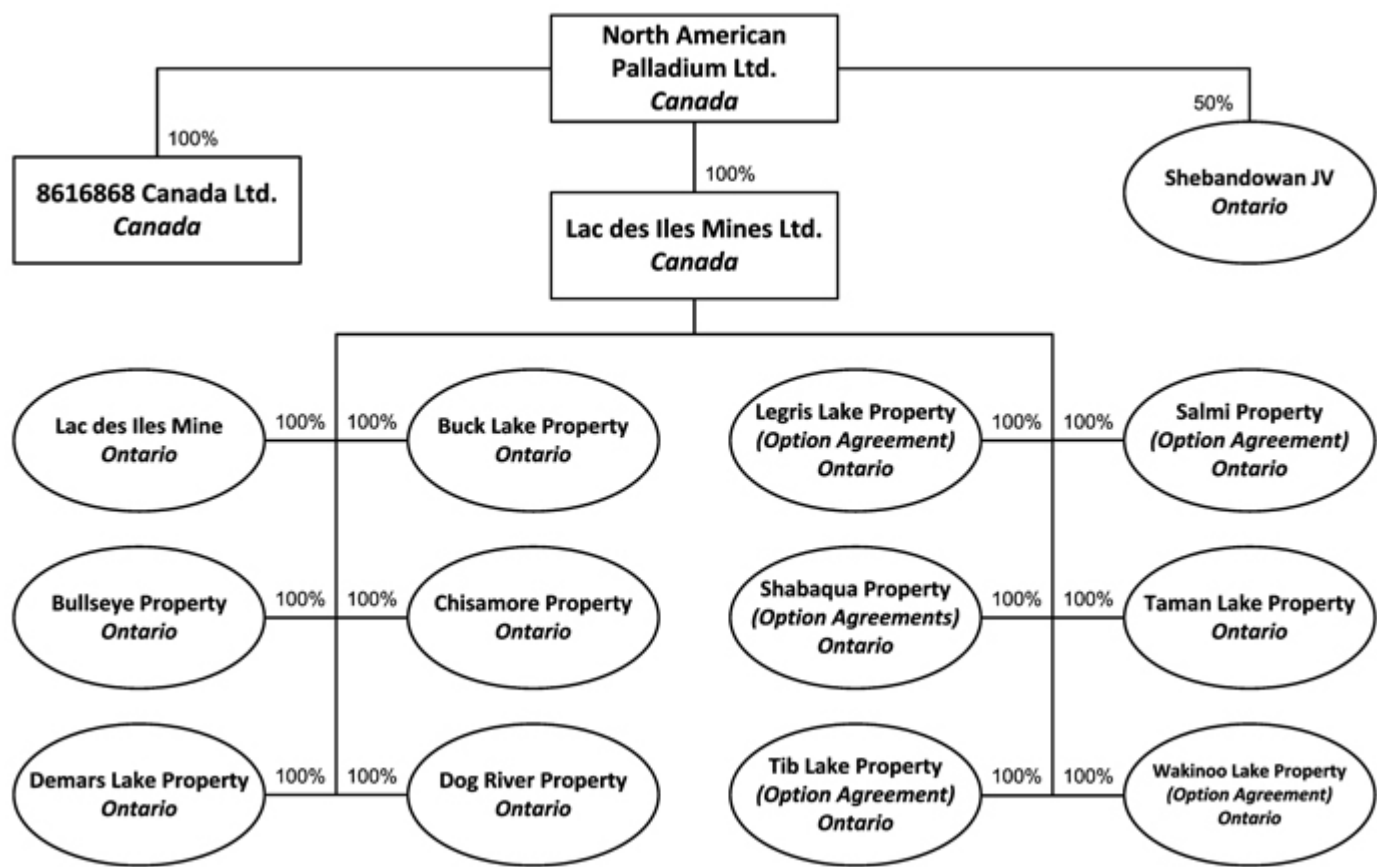 North American
Palladium Ltd.
Canada
100%
100%
50%
8616868 Canada Ltd.
Canada
Lac des Iles Mines Ltd.
Canada
Shebandowan JV
Ontario
Lac des Iles Mine
Ontario
100%
100%
Buck Lake Property
Ontario
Legris Lake Property
(Option Agreement)
Ontario
100%
100%
Salmi Property
(Option Agreement)
Ontario
Bullseye Property
Ontario
100%
100%
Chisamore Property
Ontario
Shabaqua Property
(Option Agreements)
Ontario
100%
100%
Taman Lake Property
Ontario
Demars Lake Property
Ontario
100%
100%
Dog River Property
Ontario
Tib Lake Property
(Option Agreement)
Ontario
100%
100%
Wakinoo Lake Property
(Option Agreement)
Ontario